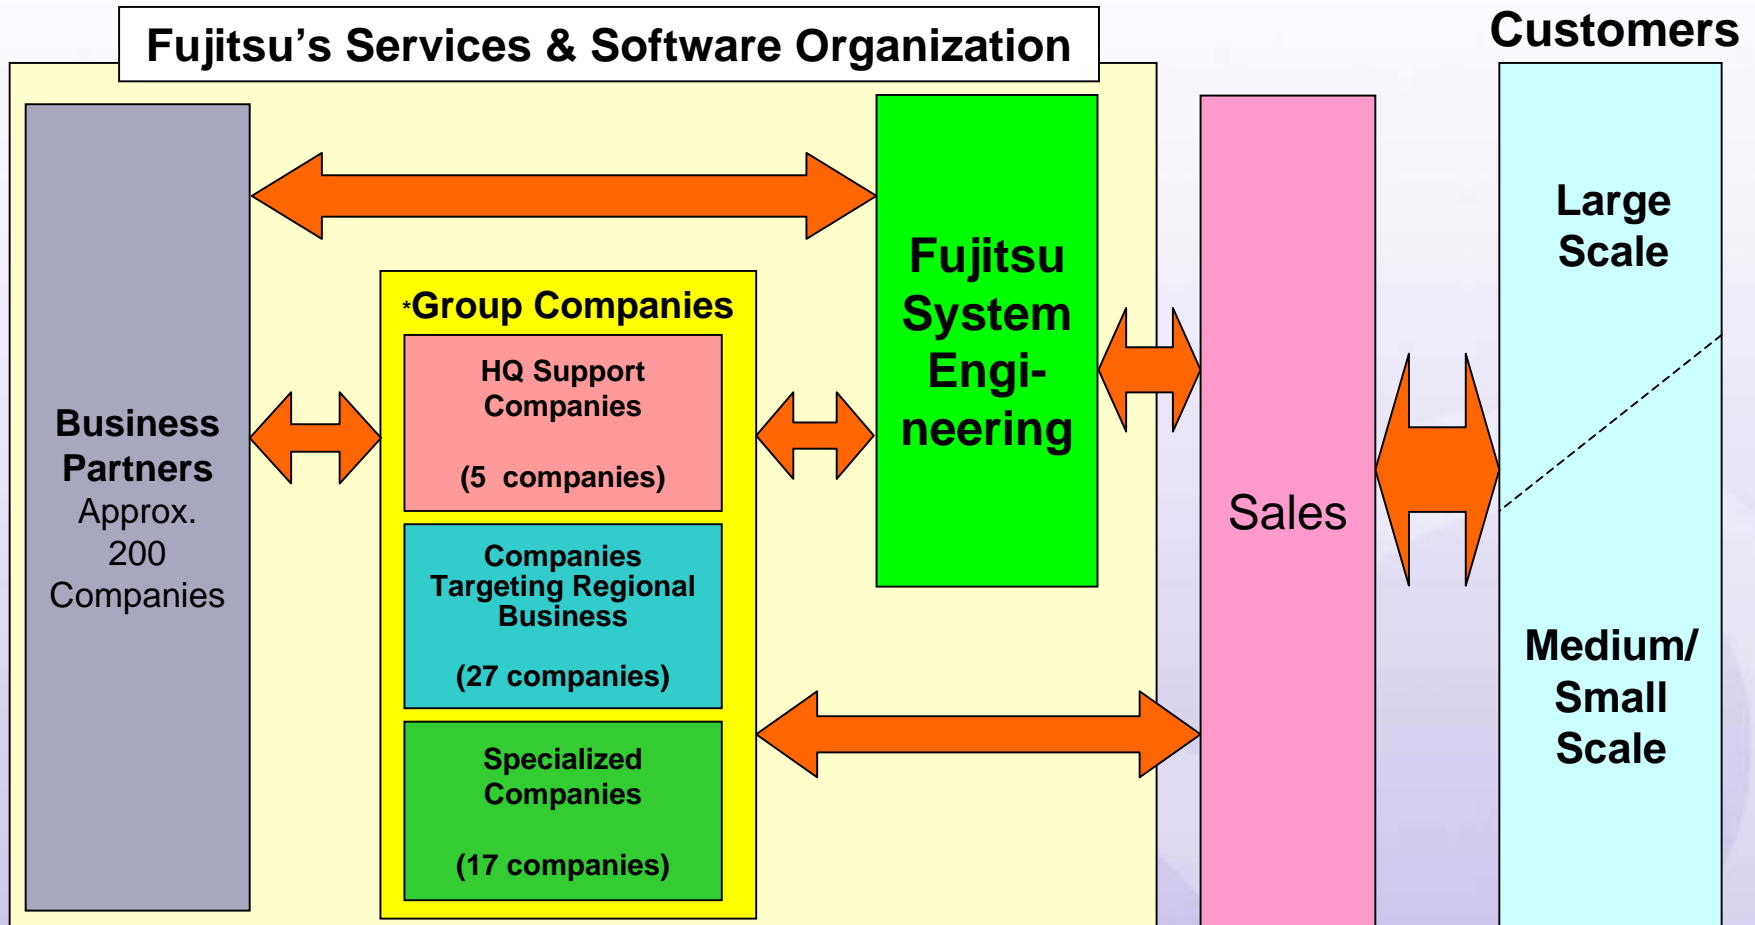 Fujitsu’s Services & Software Organization
Customers
Business
Partners
Approx.
200
Companies
*Group Companies
HQ Support
Companies
(5  companies)
Companies
Targeting Regional
Business
(27 companies)
Specialized
Companies
(17 companies)
Fujitsu
System
Engi-
neering
Sales
Large
Scale
Medium/
Small
Scale